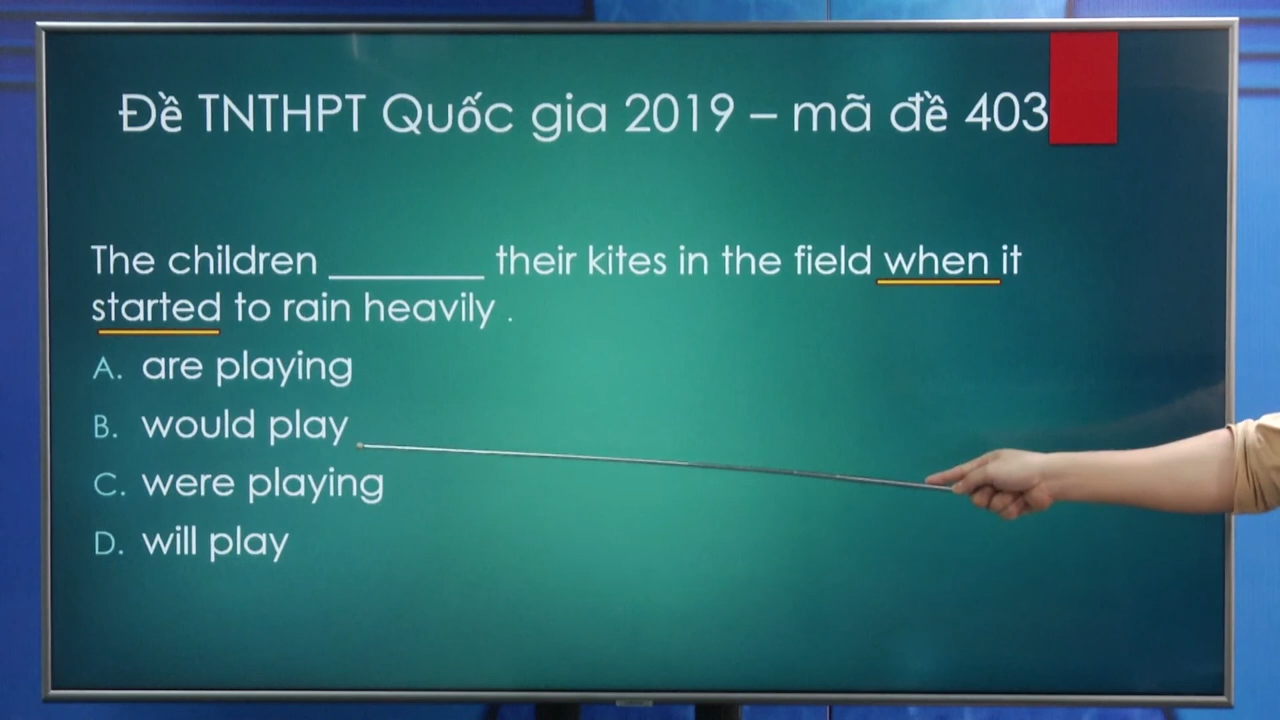 Đề TNTHPT Quốc gia 2019 – mã đề 403
The children ________ their kites in the field when it
started to rain heavily .
A. are playing
B. would play
C. were playing
D. will play